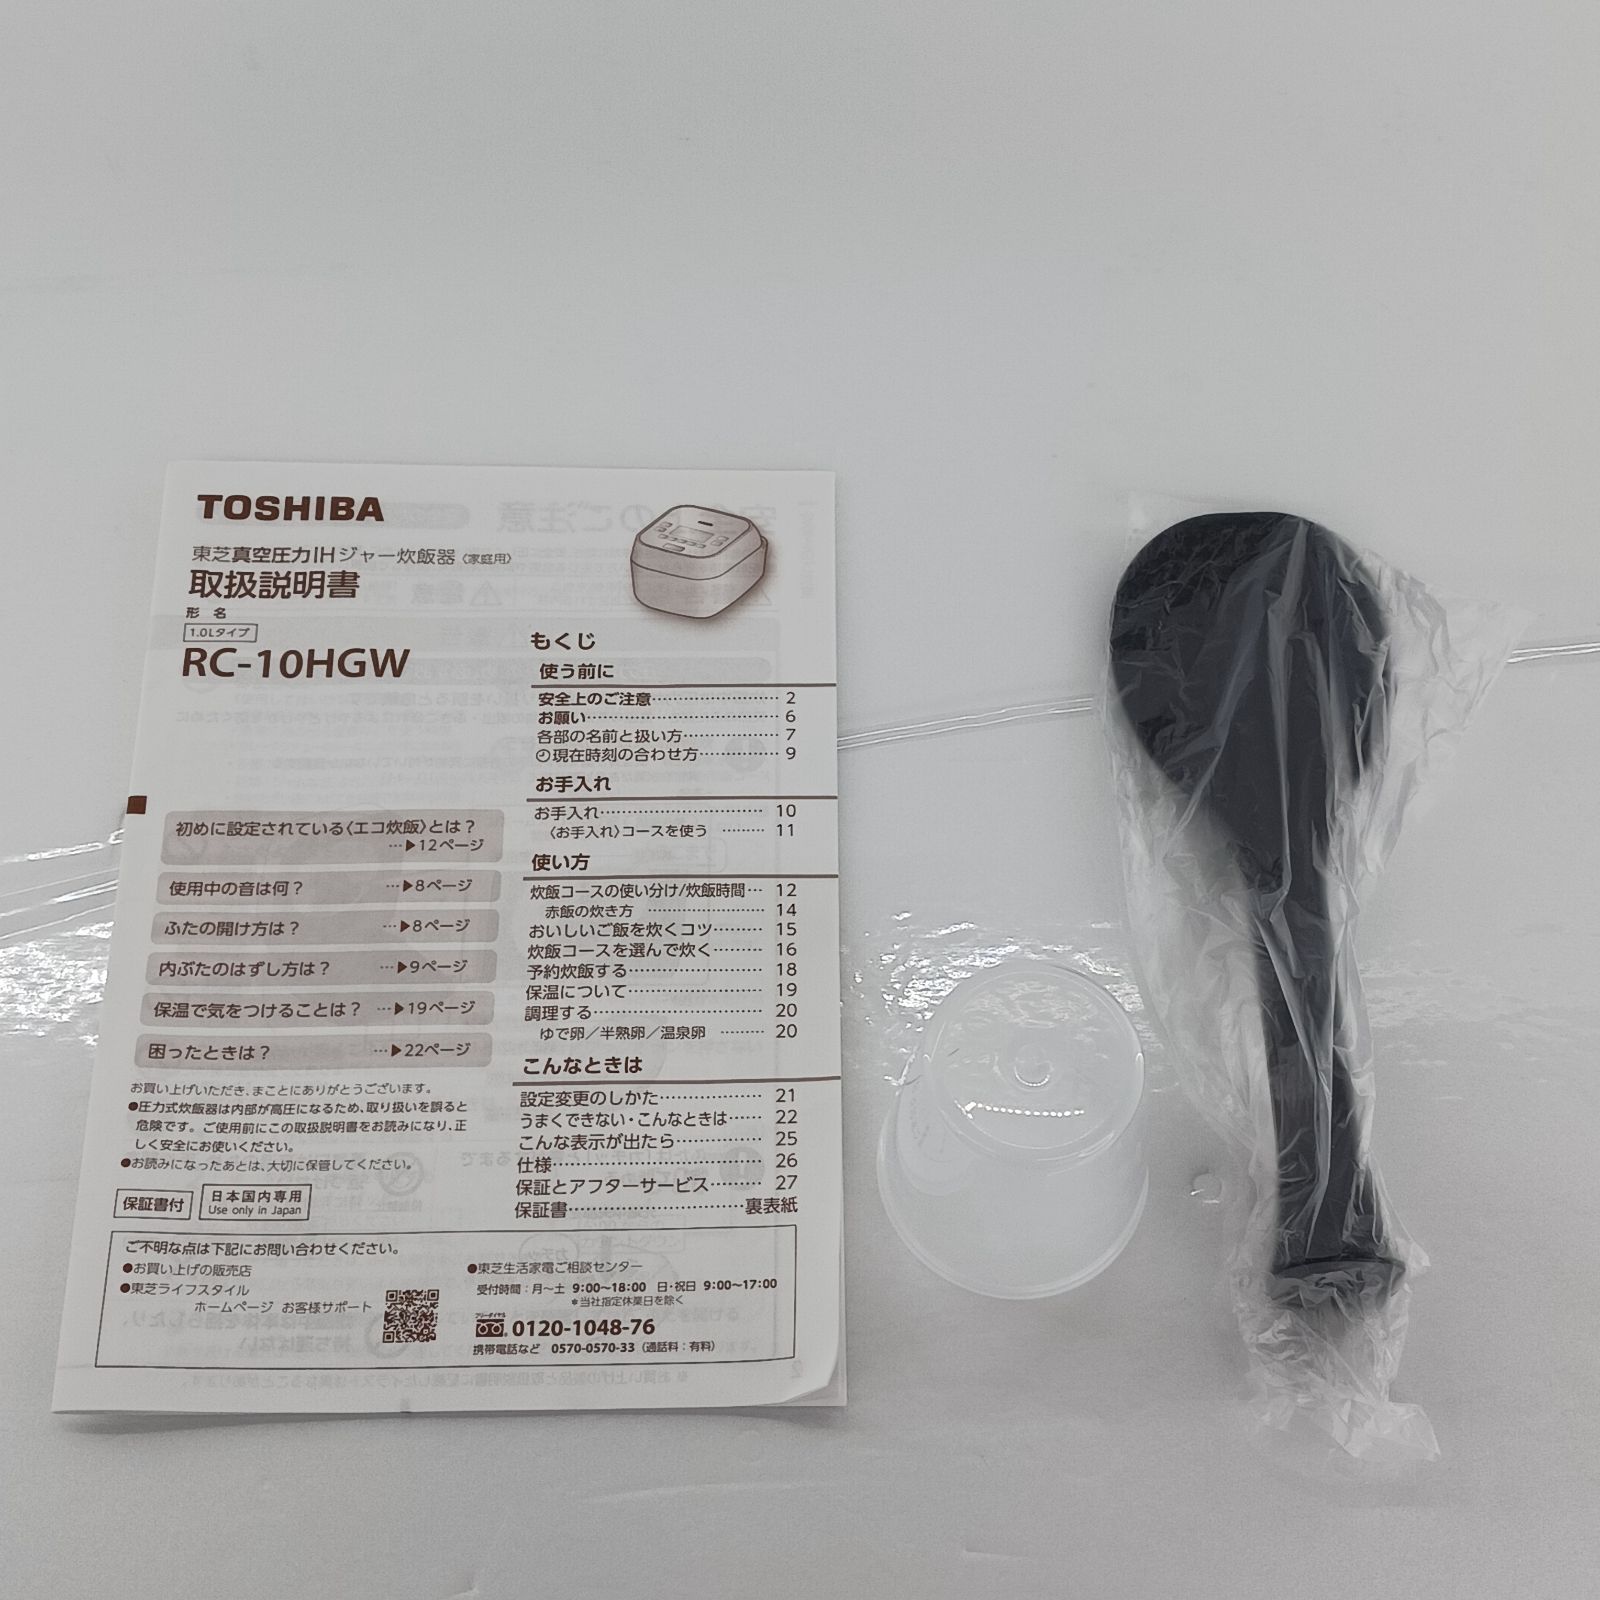 TOSHIBA
東芝真空圧力IHジャー炊飯器〈家庭用〉
取扱説明書
形 名
1.0Lタイプ
RC-10HGW
初めに設定されている〈エコ炊飯〉とは？
…▶12ページ
使用中の音は何？ …▶8ページ
ふたの開け方は？ …▶8ページ
内ぶたのはずし方は？ …▶9ページ
保温で気をつけることは？ …▶19ページ
困ったときは？ …▶22ページ
お買い上げいただき、まことにありがとうございます。
●圧力式炊飯器は内部が高圧になるため、取り扱いを誤ると
危険です。ご使用前にこの取扱説明書をお読みになり、正
しく安全にお使いください。
●お読みになったあとは、大切に保管してください。
保証書付
日本国内専用
Use only in Japan
もくじ
使う前に
安全上のご注意…………………… 2
お願い…………………… 6
各部の名前と扱い方…………………… 7
現在時刻の合わせ方…………………… 9
お手入れ
お手入れ…………………… 10
〈お手入れ〉コースを使う ……… 11
使い方
炊飯コースの使い分け/炊飯時間… 12
赤飯の炊き方 …………… 14
おいしいご飯を炊くコツ……… 15
炊飯コースを選んで炊く……… 16
予約炊飯する…………………… 18
保温について…………………… 19
調理する…………………… 20
ゆで卵／半熟卵／温泉卵 ……… 20
こんなときは
設定変更のしかた…………………… 21
うまくできない・こんなときは…… 22
こんな表示が出たら…………… 25
仕様…………………… 26
保証とアフターサービス……… 27
保証書…………………… 裏表紙
ご不明な点は下記にお問い合わせください。
●お買い上げの販売店
●東芝ライフスタイル
ホームページ お客様サポート
●東芝生活家電ご相談センター
受付時間：月〜土 9:00〜18:00 日・祝日 9:00〜17:00
＊当社指定休業日を除く
フリーダイヤル
0120-1048-76
携帯電話など 0570-0570-33（通話料：有料）